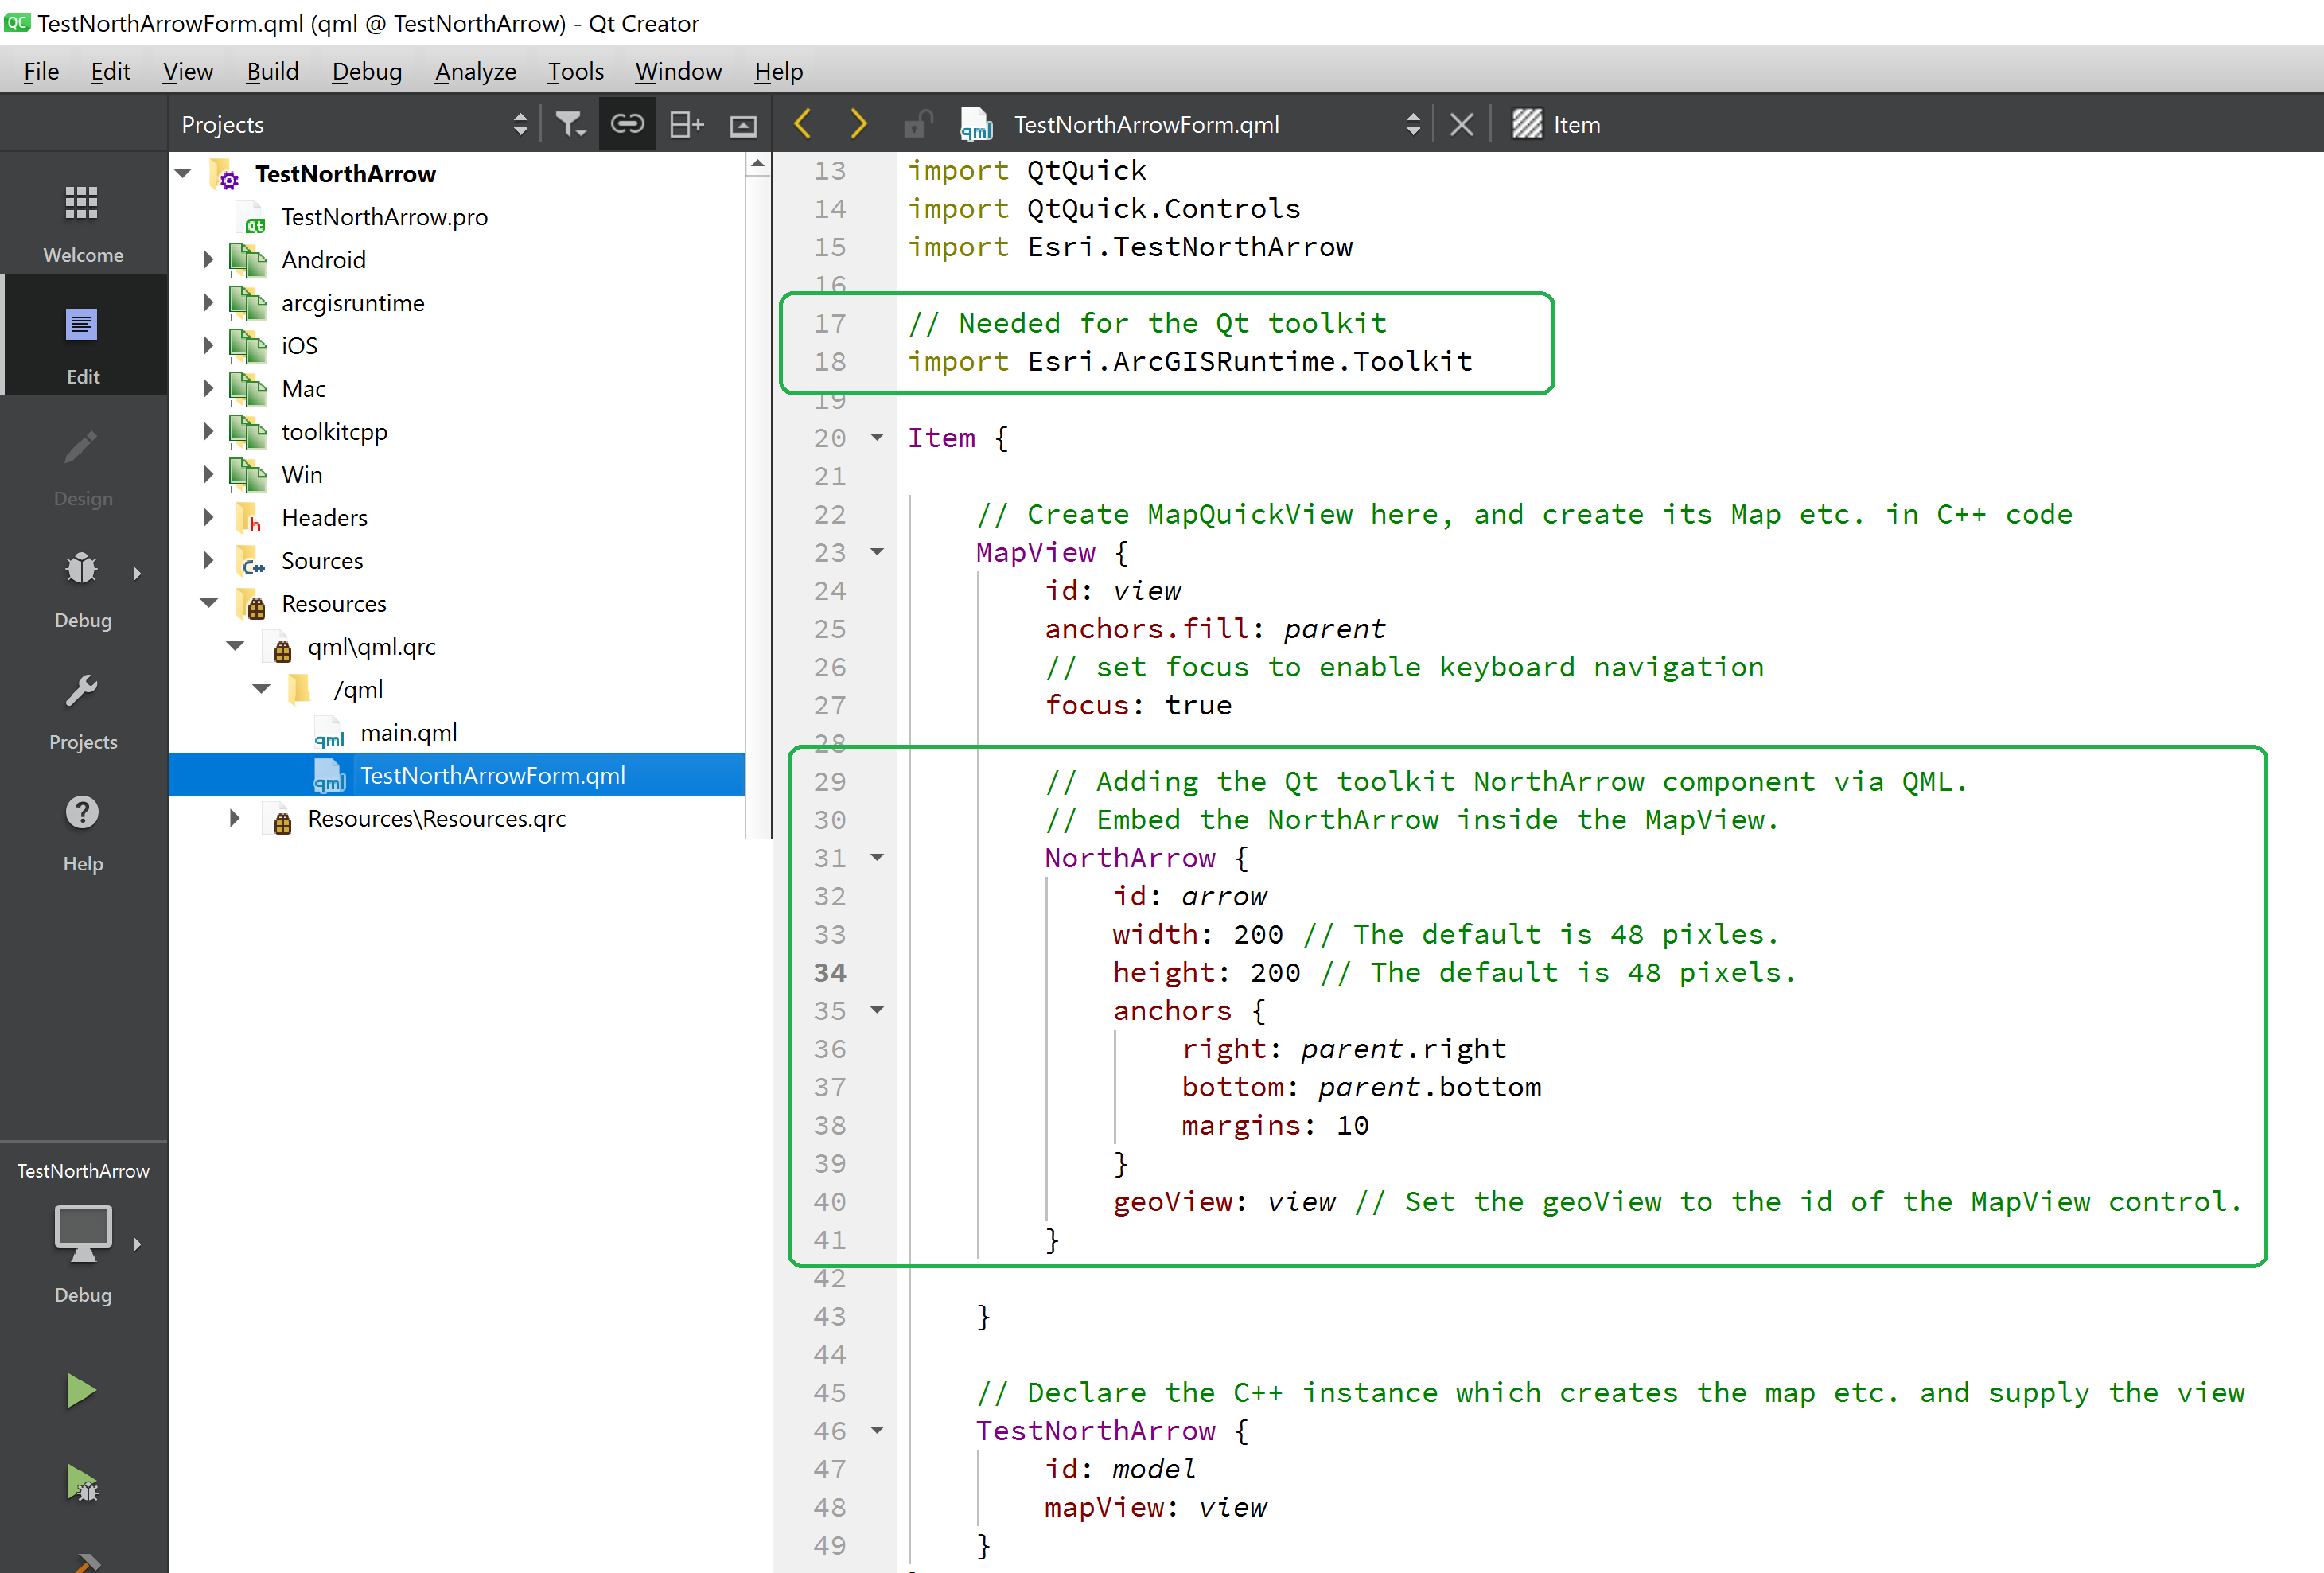 TestNorthArrowForm.qml (qml @ TestNorthArrow) - Qt Creator
File Edit View Build Debug Analyze Tools Window Help
Projects
TestNorthArrowForm.qml
Item
Welcome
Edit
Design
Debug
Projects
Help
TestNorthArrow
Debug
TestNorthArrow
TestNorthArrow.pro
Android
arcgisruntime
iOS
Mac
toolkitcpp
Win
Headers
Sources
Resources
qml\qml.qrc
/qml
main.qml
TestNorthArrowForm.qml
Resources\Resources.qrc
13 import QtQuick
14 import QtQuick.Controls
15 import Esri.TestNorthArrow
16
17 // Needed for the Qt toolkit
18 import Esri.ArcGISRuntime.Toolkit
19
20 Item {
21
22 // Create MapQuickView here, and create its Map etc. in C++ code
23 MapView {
24 id: view
25 anchors.fill: parent
26 // set focus to enable keyboard navigation
27 focus: true
28
29 // Adding the Qt toolkit NorthArrow component via QML.
30 // Embed the NorthArrow inside the MapView.
31 NorthArrow {
32 id: arrow
33 width: 200 // The default is 48 pixles.
34 height: 200 // The default is 48 pixels.
35 anchors {
36 right: parent.right
37 bottom: parent.bottom
38 margins: 10
39 }
40 geoView: view // Set the geoView to the id of the MapView control.
41 }
42
43 }
44
45 // Declare the C++ instance which creates the map etc. and supply the view
46 TestNorthArrow {
47 id: model
48 mapView: view
49 }